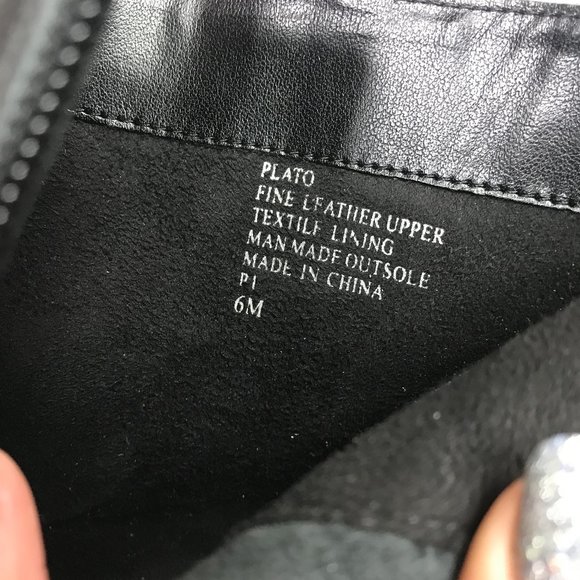 PLATO
FINE LEATHER UPPER
TEXTILE LINING
MAN MADE OUTSOLE
MADE IN CHINA
P1
6M